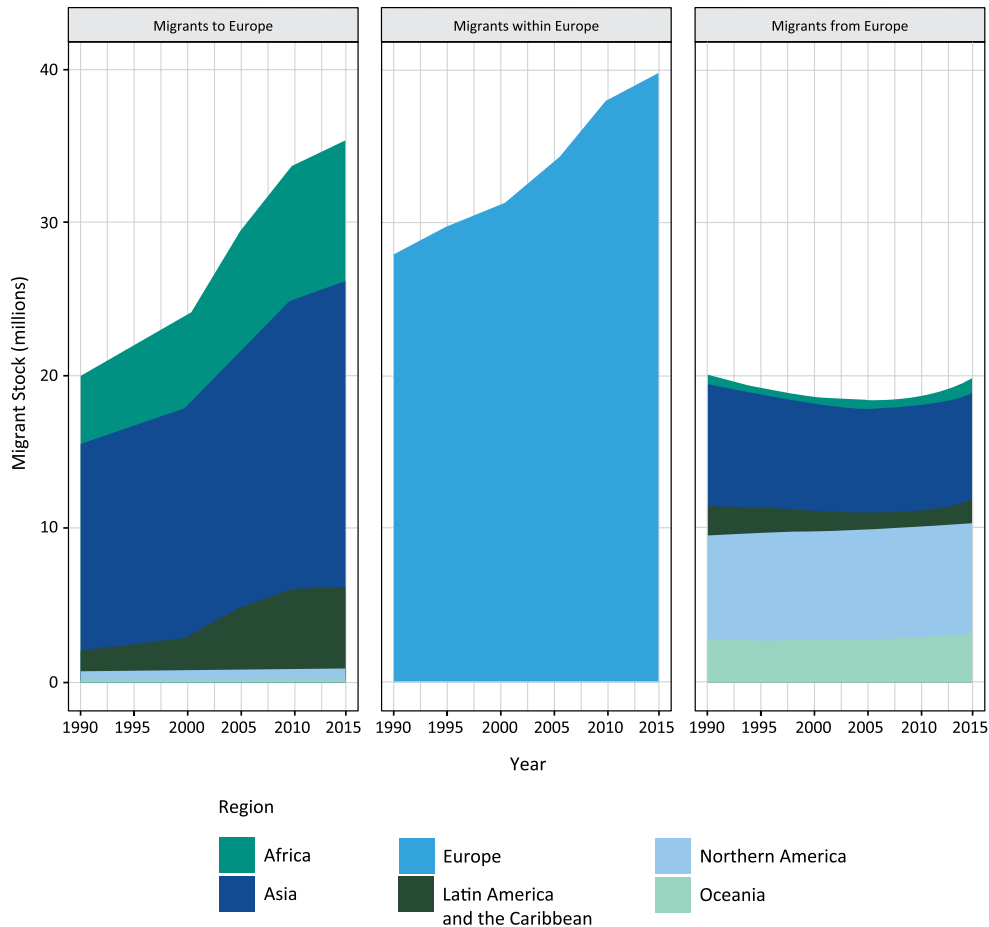 Migrants to Europe
Migrants within Europe
Migrants from Europe
40
30
20
10
0
Migrant Stock (millions)
1990 1995 2000 2005 2010 2015
1990 1995 2000 2005 2010 2015
1990 1995 2000 2005 2010 2015
Year
Region
Africa
Europe
Northern America
Asia
Latin America
and the Caribbean
Oceania